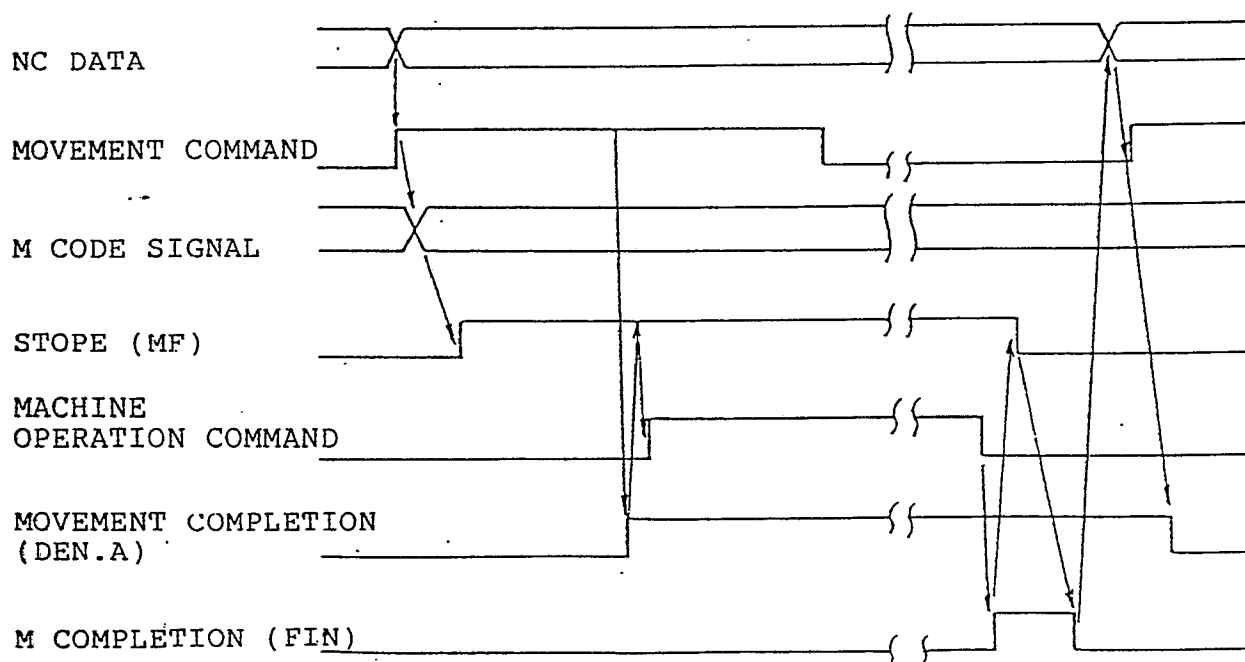 NC DATA
MOVEMENT COMMAND
M CODE SIGNAL
STOPE (MF)
MACHINE
OPERATION COMMAND
MOVEMENT COMPLETION
(DEN.A)
M COMPLETION (FIN)